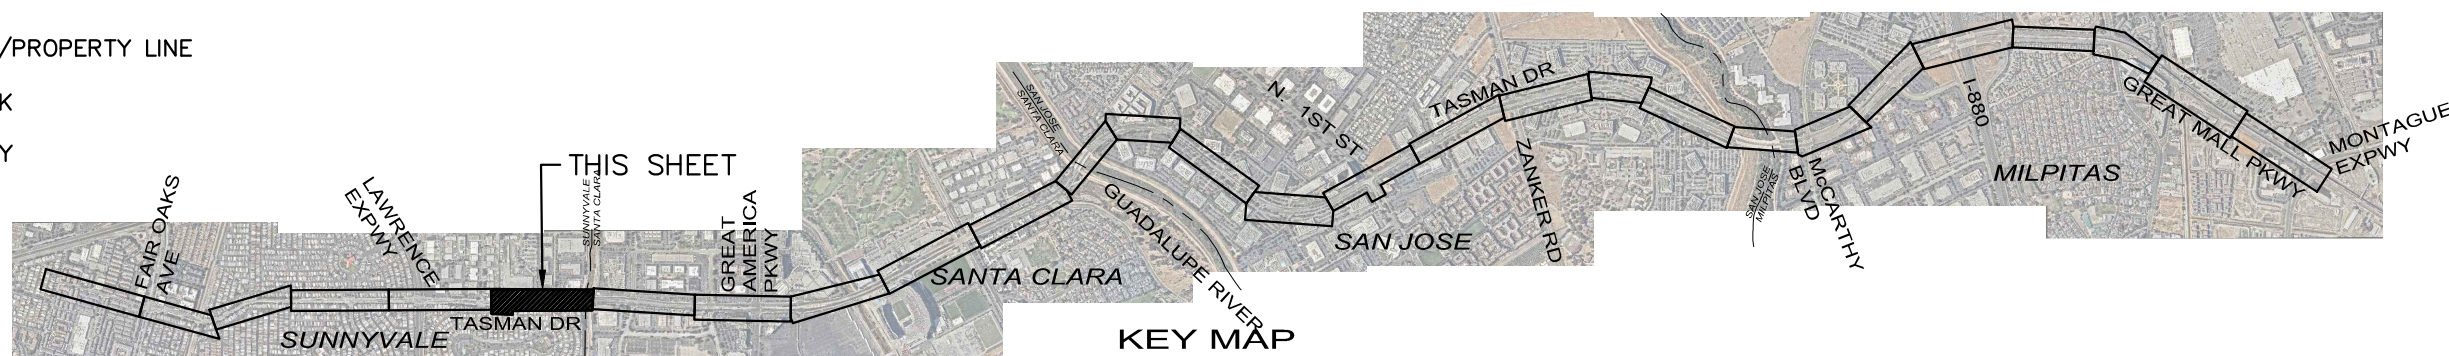 /PROPERTY LINE
K
Y
THIS SHEET
FAIR OAKS
AVE
LAWRENCE
EXPWY
SUNNYVALE
SANTA CLARA
GREAT
AMERICA
PKWY
TASMAN DR
SUNNYVALE
SANTA CLARA
SAN JOSE
SANTA CLARA
GUADALUPE RIVER
N. 1ST ST
TASMAN DR
SAN JOSE
ZANKER RD
SAN JOSE
MILPITAS
McCARTHY
BLVD
I-880
MILPITAS
GREAT MALL PKWY
MONTAGUE
EXPWY
KEY MAP